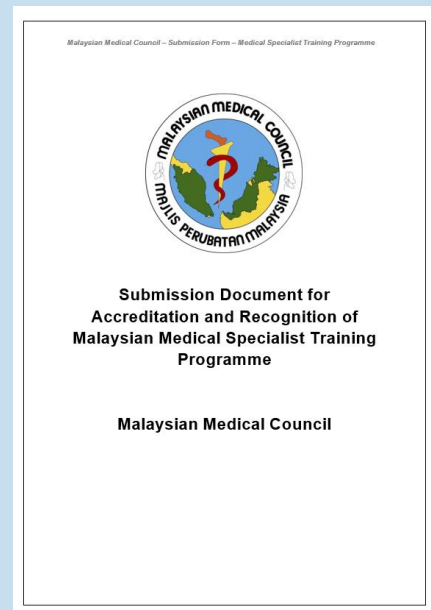 Malaysian Medical Council – Submission Form – Medical Specialist Training Programme
MALAYSIAN MEDICAL COUNCIL
MAJLIS PERUBATAN MALAYSIA
Submission Document for
Accreditation and Recognition of
Malaysian Medical Specialist Training
Programme
Malaysian Medical Council